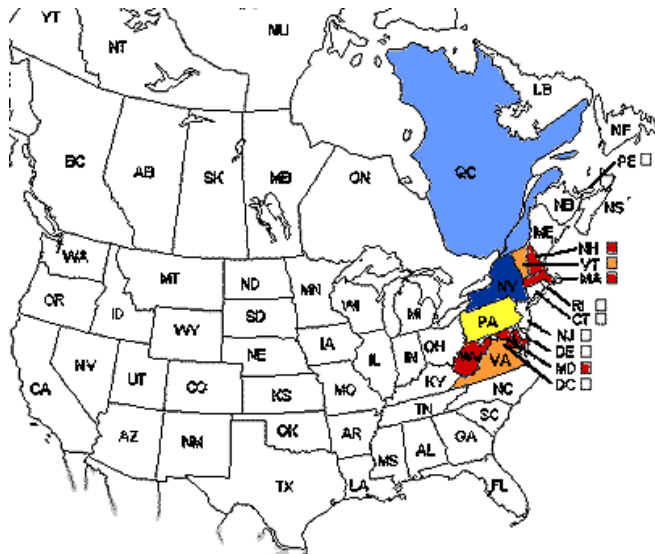 YT
NT
NU
LB
NF
BC
AB
SK
MB
ON
QC
PE
NB
NS
ME
WA
MT
ND
MN
NH
VT
MA
NY
OR
ID
SD
WI
MI
RI
CT
WY
PA
NJ
IA
NE
OH
DE
NV
IL
IN
WV
VA
MD
UT
CO
CA
KS
MO
KY
DC
NC
TN
OK
AR
SC
AZ
NM
MS
AL
GA
TX
LA
FL